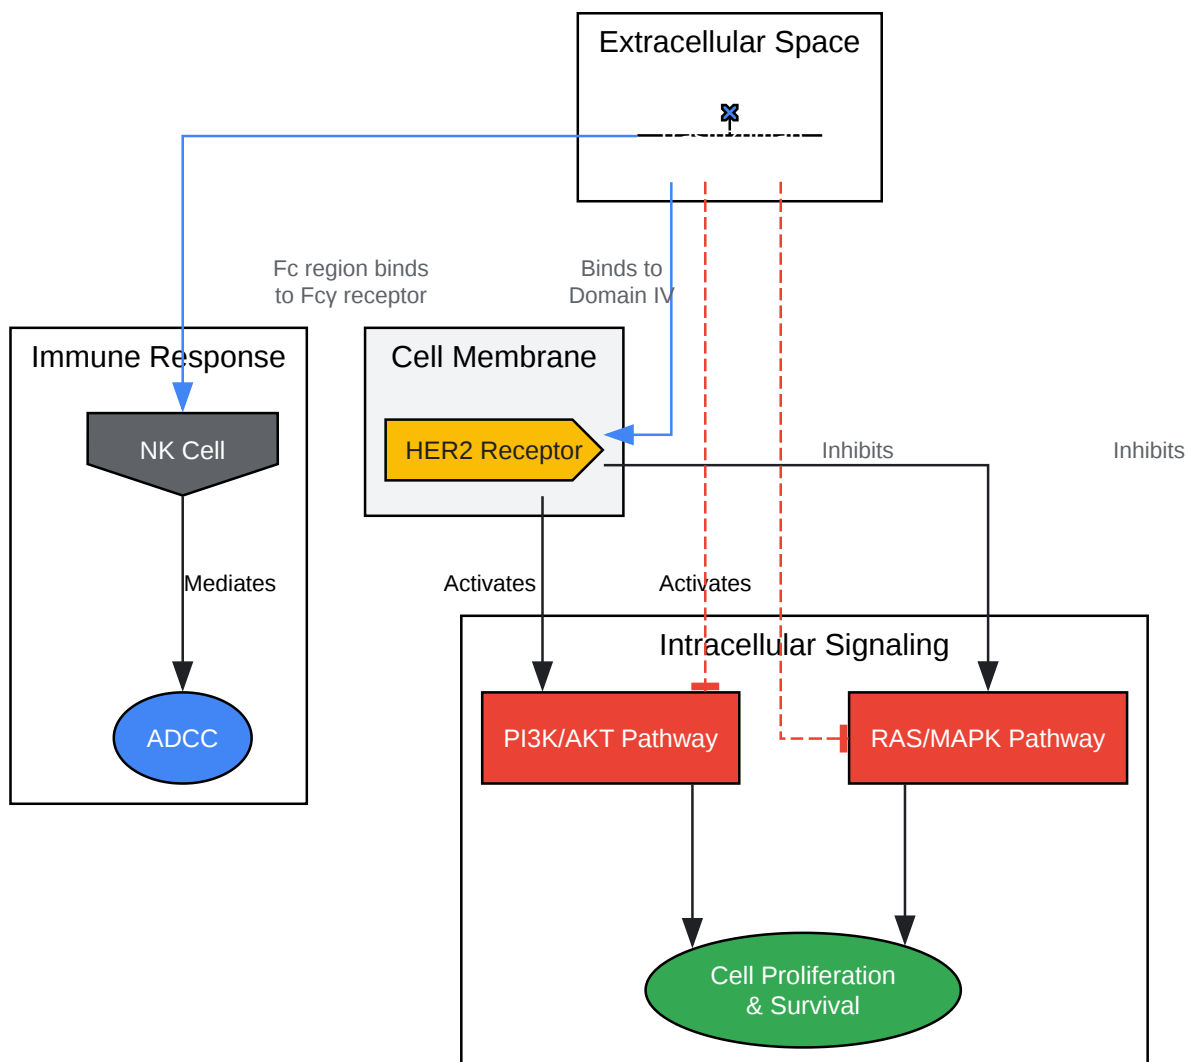 Extracellular Space
Fc region binds
to Fcγ receptor
Binds to
Domain IV
Immune Response
Cell Membrane
NK Cell
HER2 Receptor
Inhibits
Inhibits
Mediates
Activates
Activates
Intracellular Signaling
ADCC
PI3K/AKT Pathway
RAS/MAPK Pathway
Cell Proliferation
& Survival